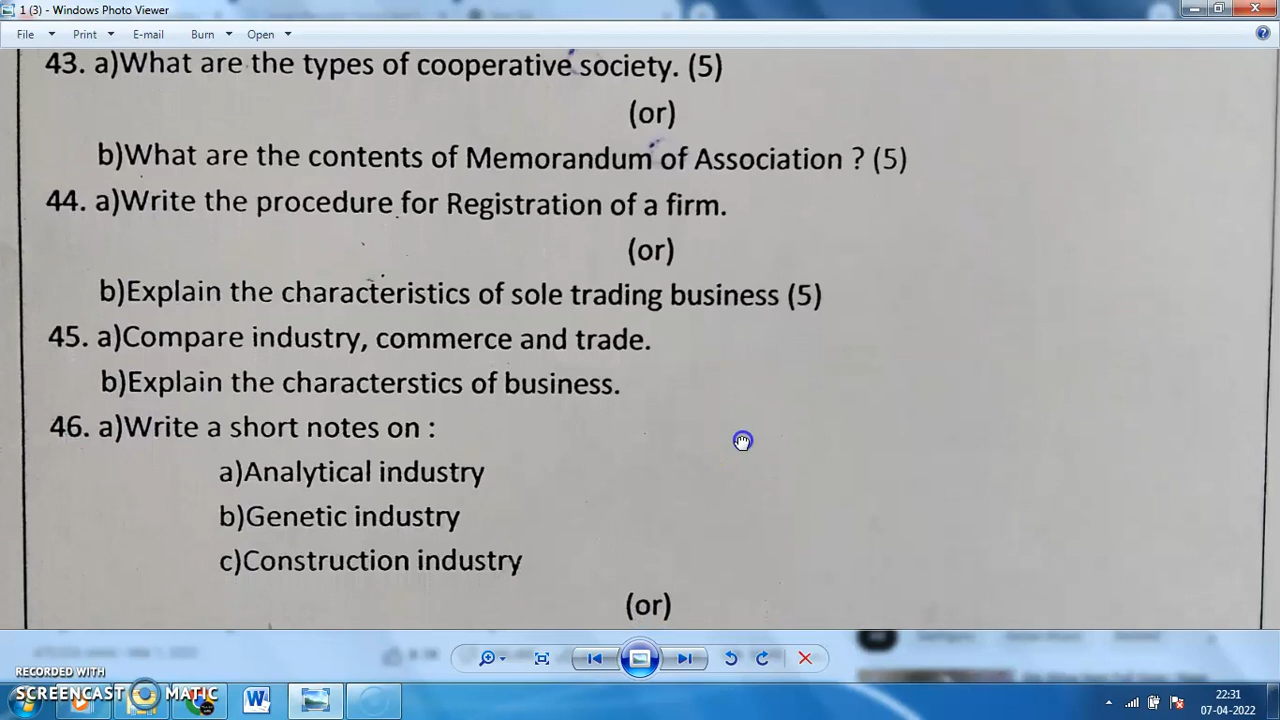 1 (3) - Windows Photo Viewer
File Print E-mail Burn Open
43. a)What are the types of cooperative society. (5)
(or)
b)What are the contents of Memorandum of Association ? (5)
44. a)Write the procedure for Registration of a firm.
(or)
b)Explain the characteristics of sole trading business (5)
45. a)Compare industry, commerce and trade.
b)Explain the characterstics of business.
46. a)Write a short notes on :
a)Analytical industry
b)Genetic industry
c)Construction industry
(or)
RECORDED WITH
SCREENCAST MATIC
22:31
07-04-2022